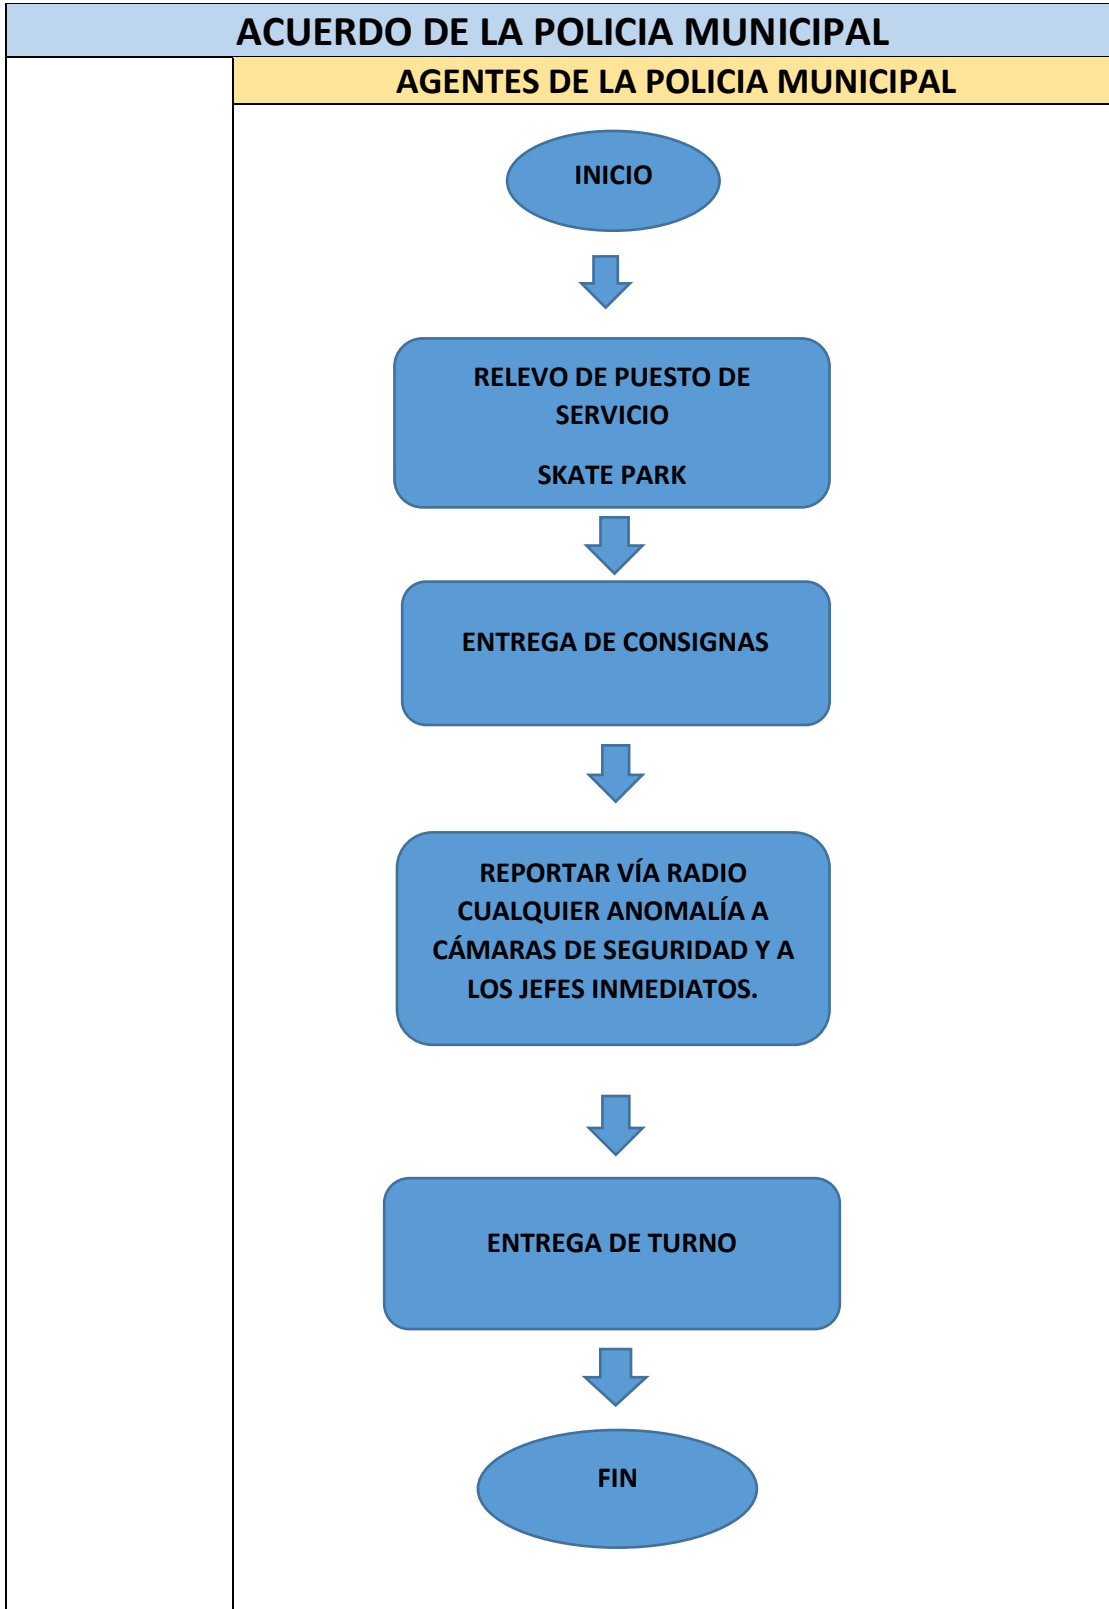 ACUERDO DE LA POLICIA MUNICIPAL
AGENTES DE LA POLICIA MUNICIPAL
INICIO
RELEVO DE PUESTO DE
SERVICIO
SKATE PARK
ENTREGA DE CONSIGNAS
REPORTAR VÍA RADIO
CUALQUIER ANOMALÍA A
CÁMARAS DE SEGURIDAD Y A
LOS JEFES INMEDIATOS.
ENTREGA DE TURNO
FIN